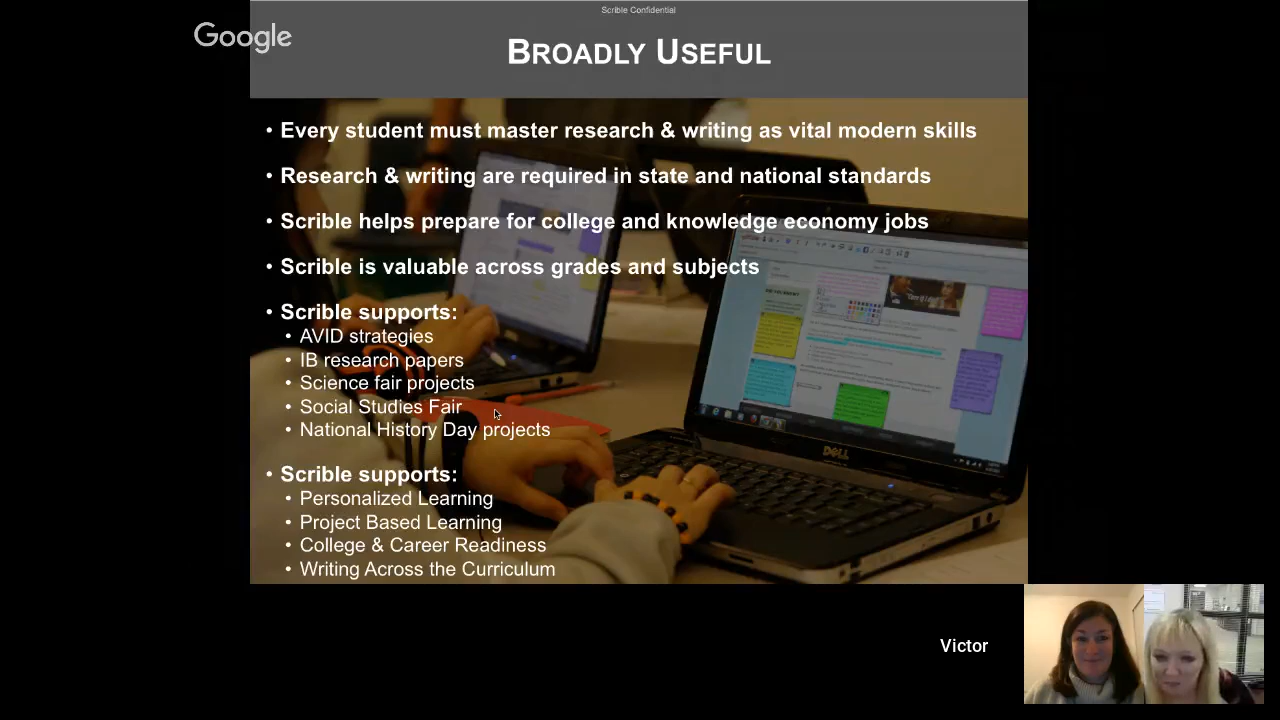 Scrible Confidential
Google
BROADLY USEFUL
• Every student must master research & writing as vital modern skills
• Research & writing are required in state and national standards
• Scrible helps prepare for college and knowledge economy jobs
• Scrible is valuable across grades and subjects
• Scrible supports:
• AVID strategies
• IB research papers
• Science fair projects
• Social Studies Fair
• National History Day projects
• Scrible supports:
• Personalized Learning
• Project Based Learning
• College & Career Readiness
• Writing Across the Curriculum
DELL
Victor